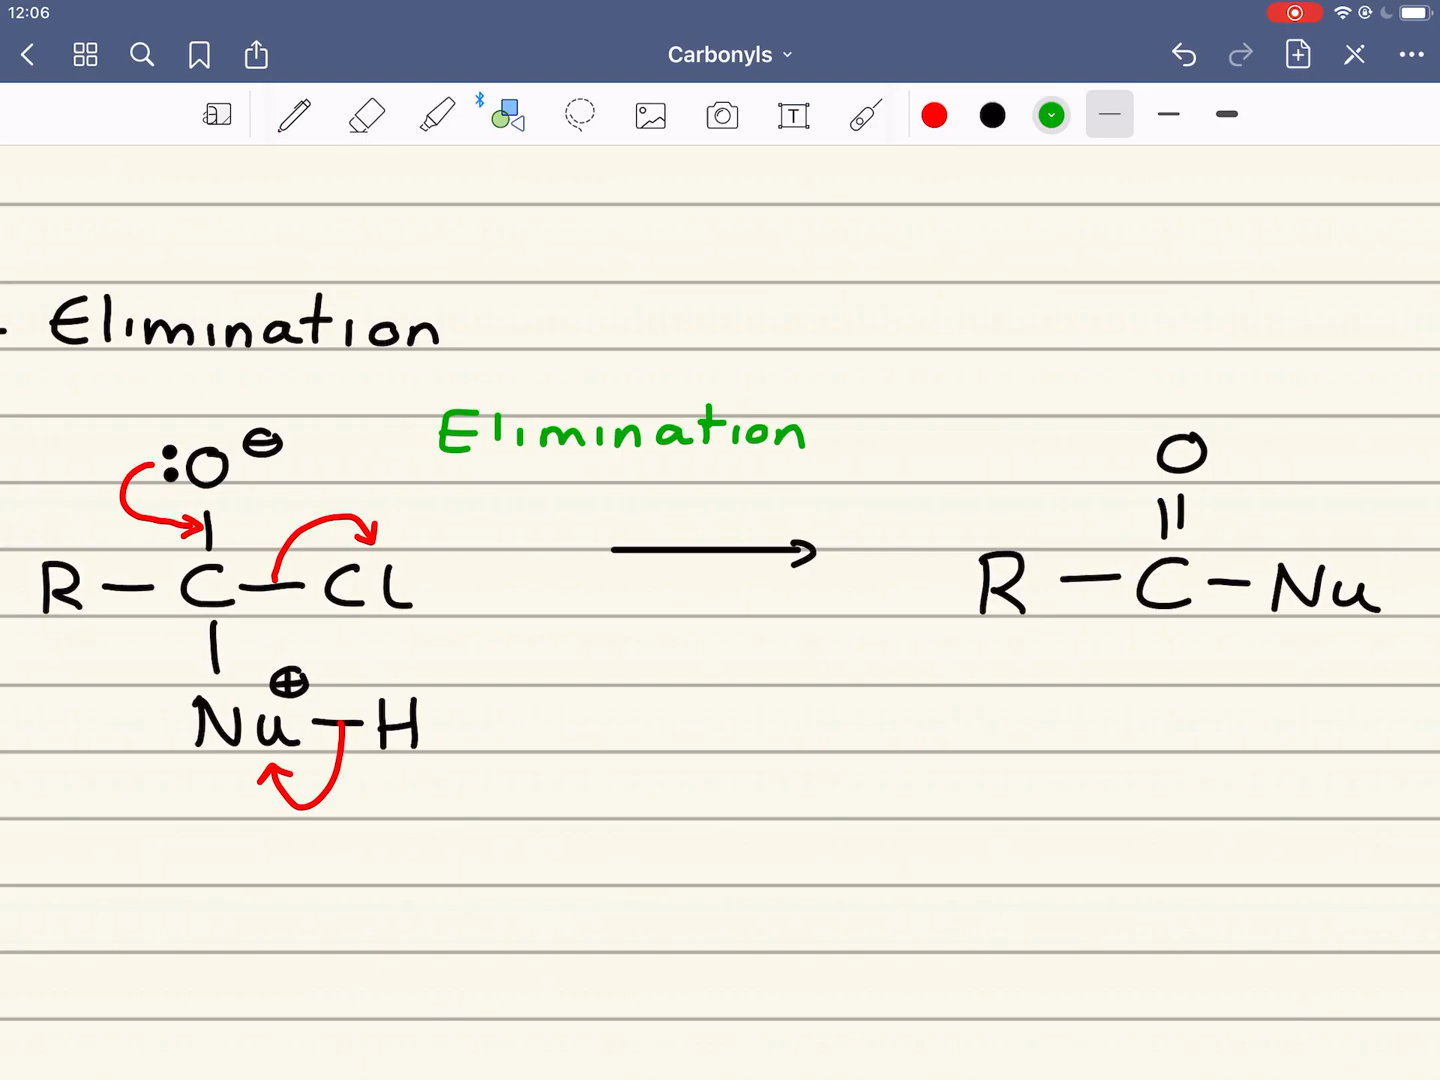 12:06
Carbonyls
T
- Elimination
Elimination
:O ⊖
O
R — C — Cl
R — C — Nu
⊕
Nu — H